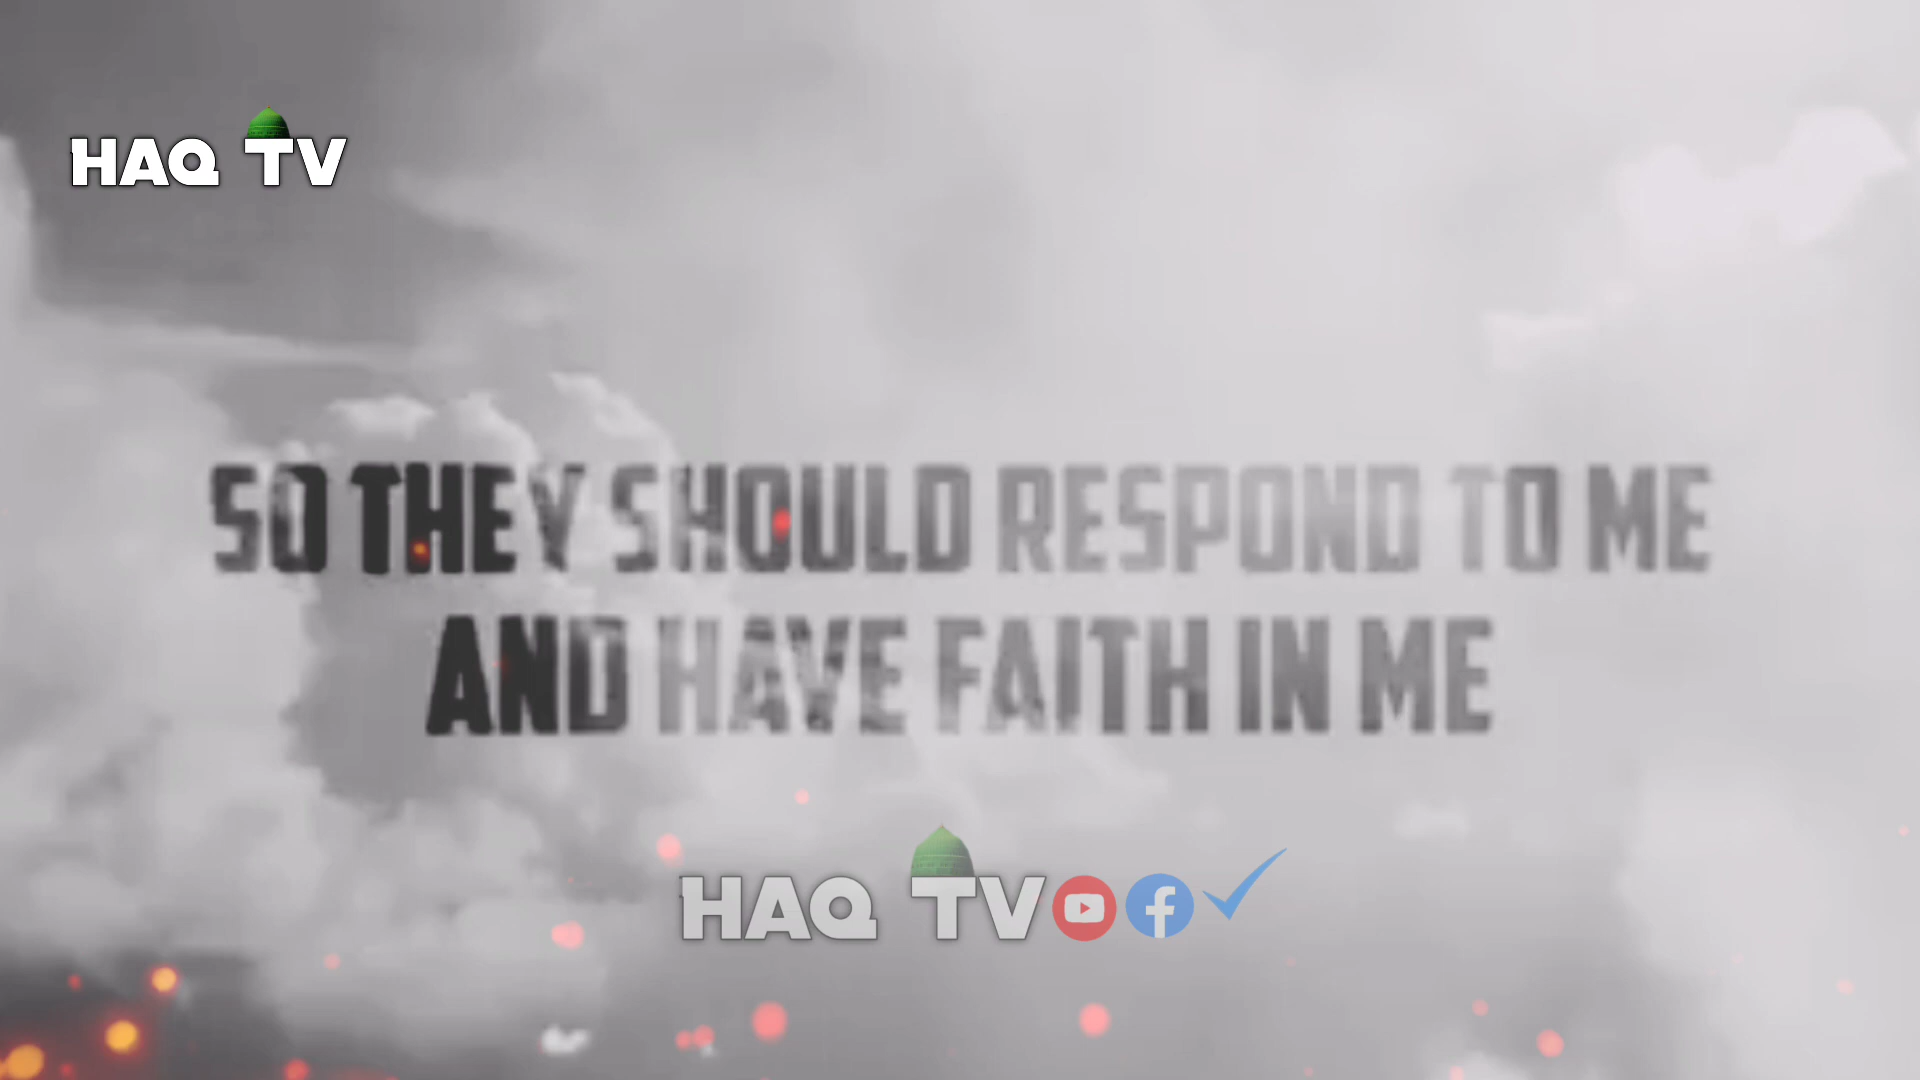 HAQ TV
SO THEY SHOULD RESPOND TO ME
AND HAVE FAITH IN ME
HAQ TV